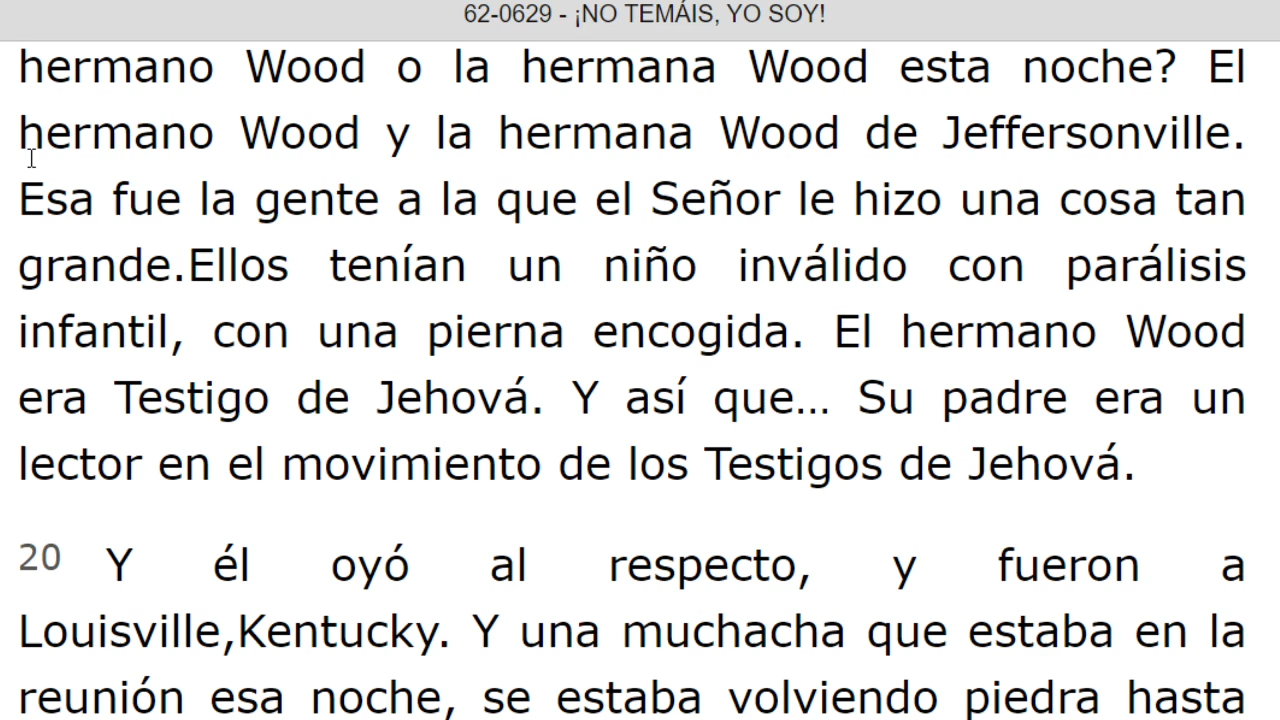 62-0629 - ¡NO TEMÁIS, YO SOY!
hermano Wood o la hermana Wood esta noche? El
hermano Wood y la hermana Wood de Jeffersonville.
Esa fue la gente a la que el Señor le hizo una cosa tan
grande.Ellos tenían un niño inválido con parálisis
infantil, con una pierna encogida. El hermano Wood
era Testigo de Jehová. Y así que... Su padre era un
lector en el movimiento de los Testigos de Jehová.
20 Y él oyó al respecto, y fueron a
Louisville,Kentucky. Y una muchacha que estaba en la
reunión esa noche, se estaba volviendo piedra hasta